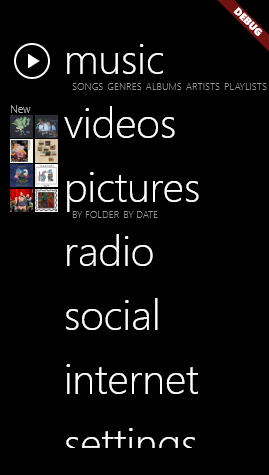 DEBUG
music
SONGS GENRES ALBUMS ARTISTS PLAYLISTS
New
videos
pictures
BY FOLDER BY DATE
radio
social
internet
settings